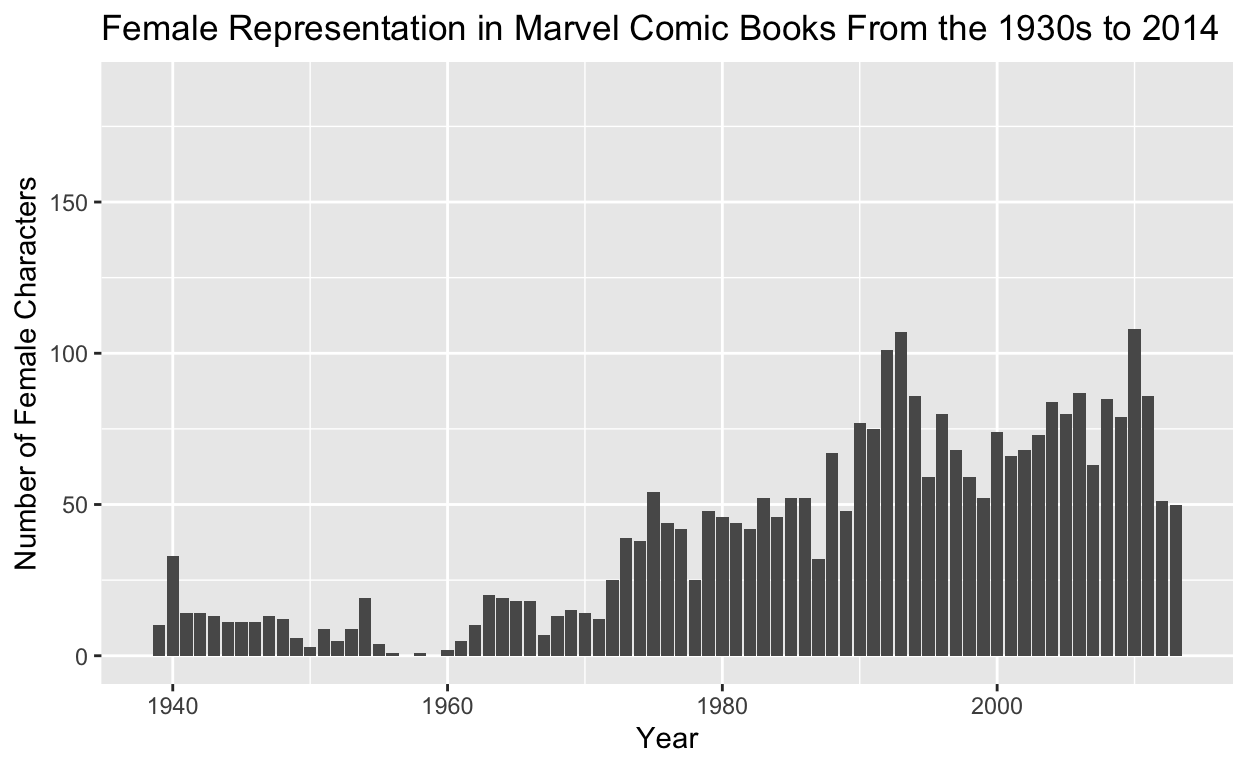 Female Representation in Marvel Comic Books From the 1930s to 2014
Number of Female Characters
150
100
50
0
1940 1960 1980 2000
Year